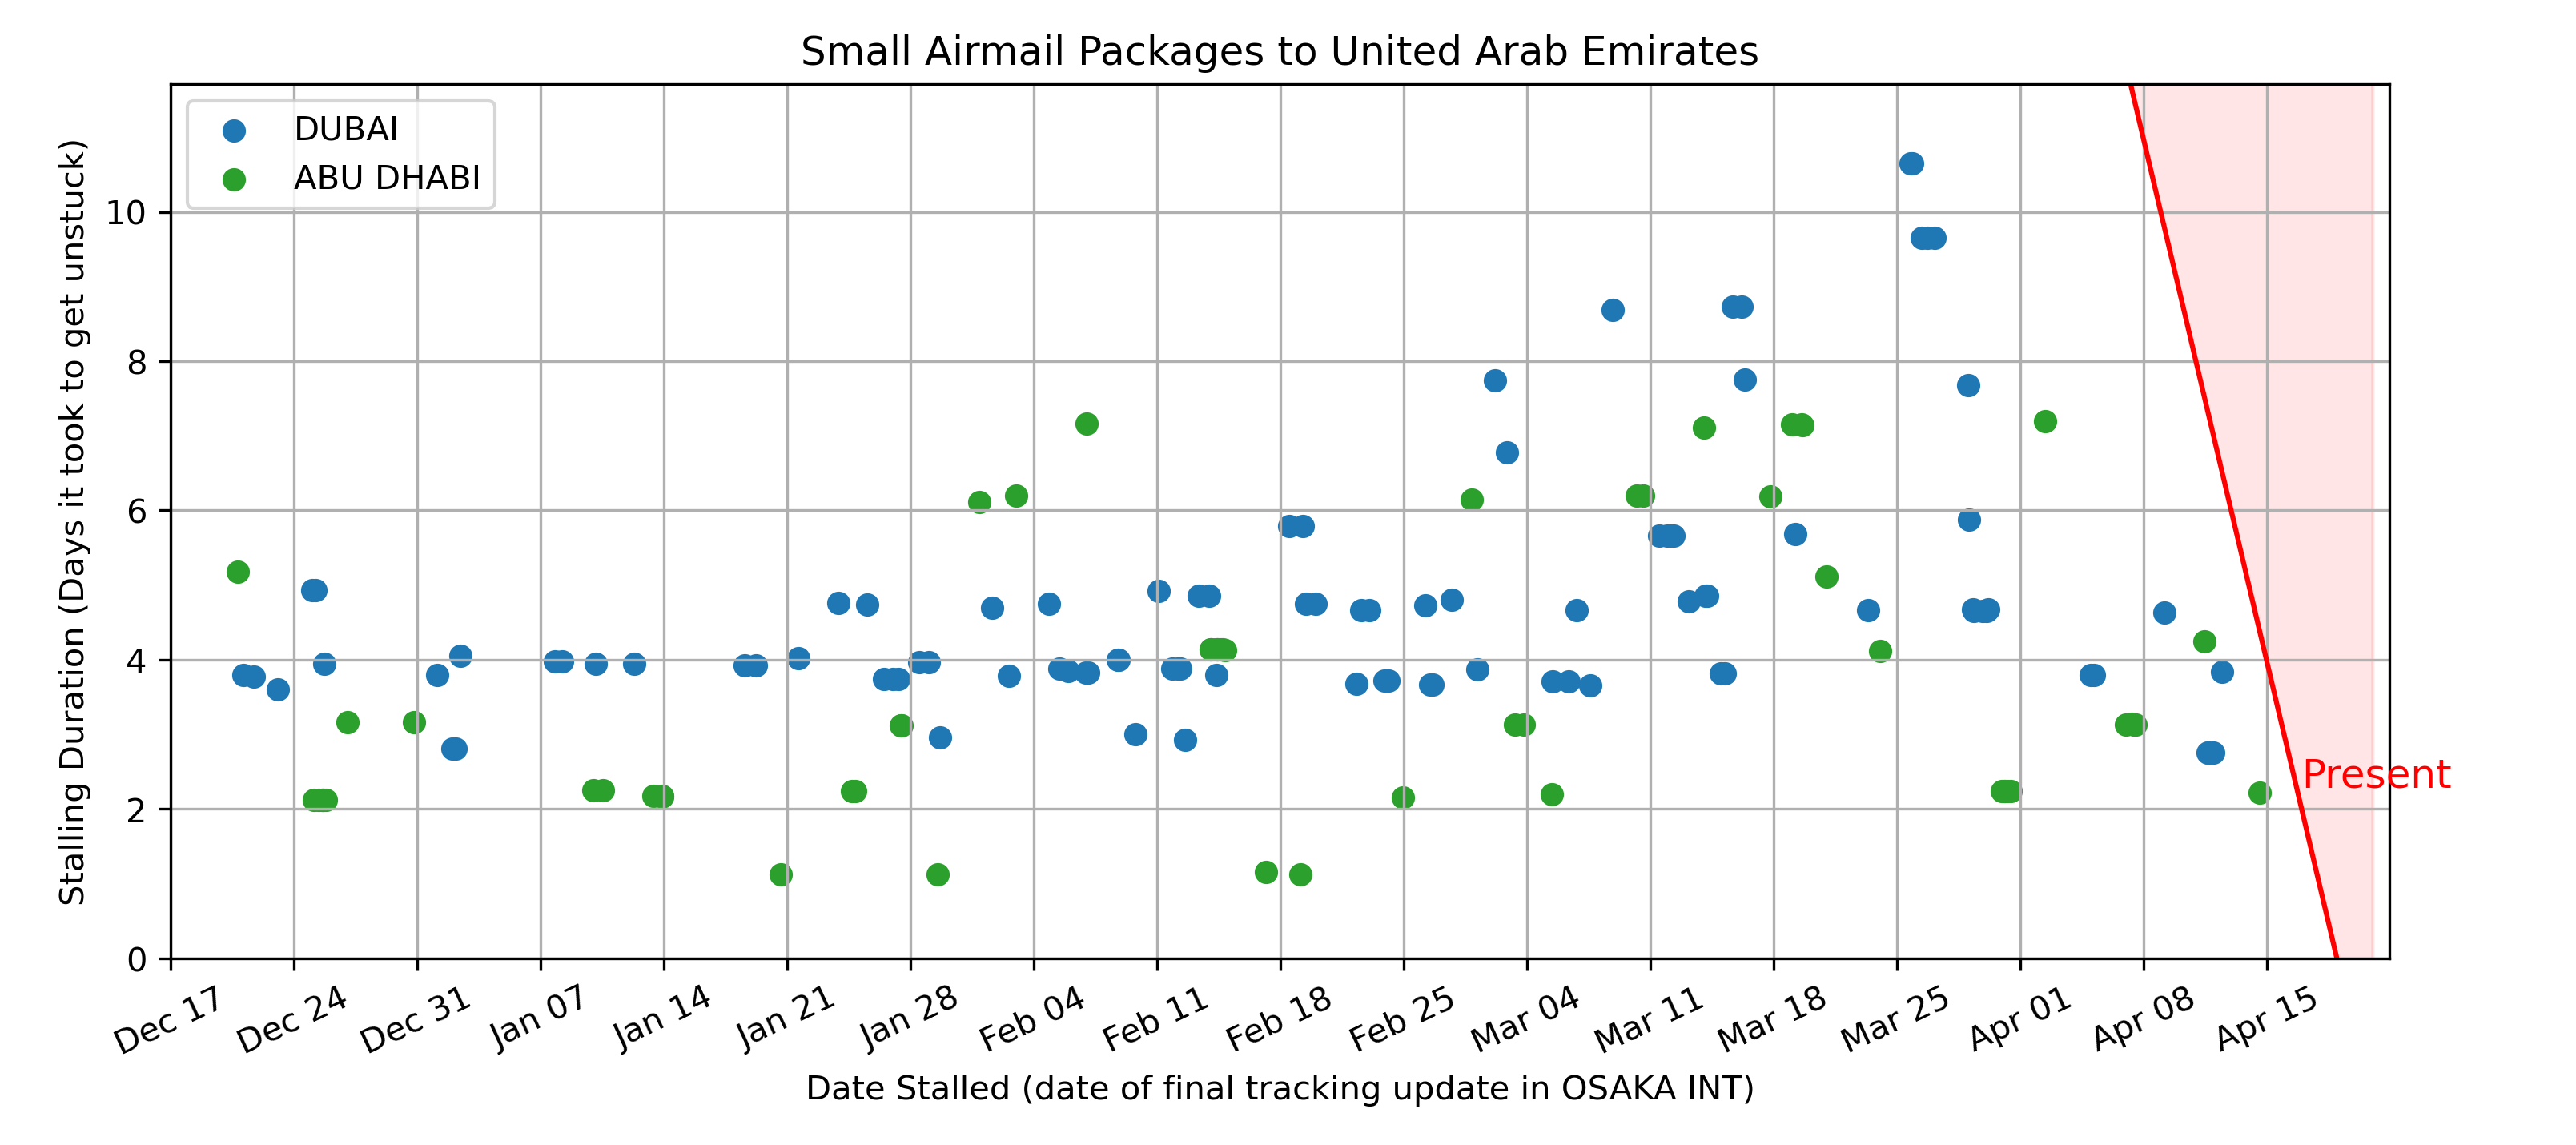 Small Airmail Packages to United Arab Emirates
DUBAI
ABU DHABI
Stalling Duration (Days it took to get unstuck)
10
8
6
4
2
0
Present
Dec 17
Dec 24
Dec 31
Jan 07
Jan 14
Jan 21
Jan 28
Feb 04
Feb 11
Feb 18
Feb 25
Mar 04
Mar 11
Mar 18
Mar 25
Apr 01
Apr 08
Apr 15
Date Stalled (date of final tracking update in OSAKA INT)